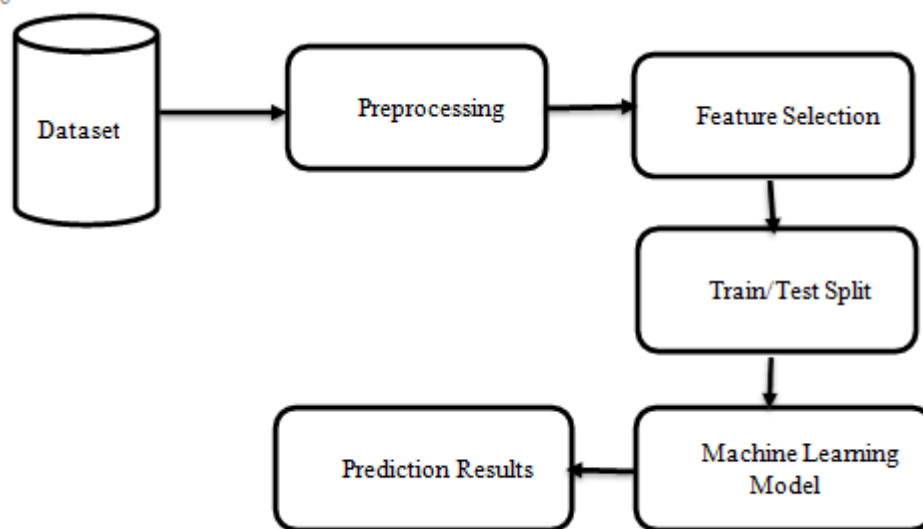 Dataset
Preprocessing
Feature Selection
Train/Test Split
Machine Learning
Model
Prediction Results